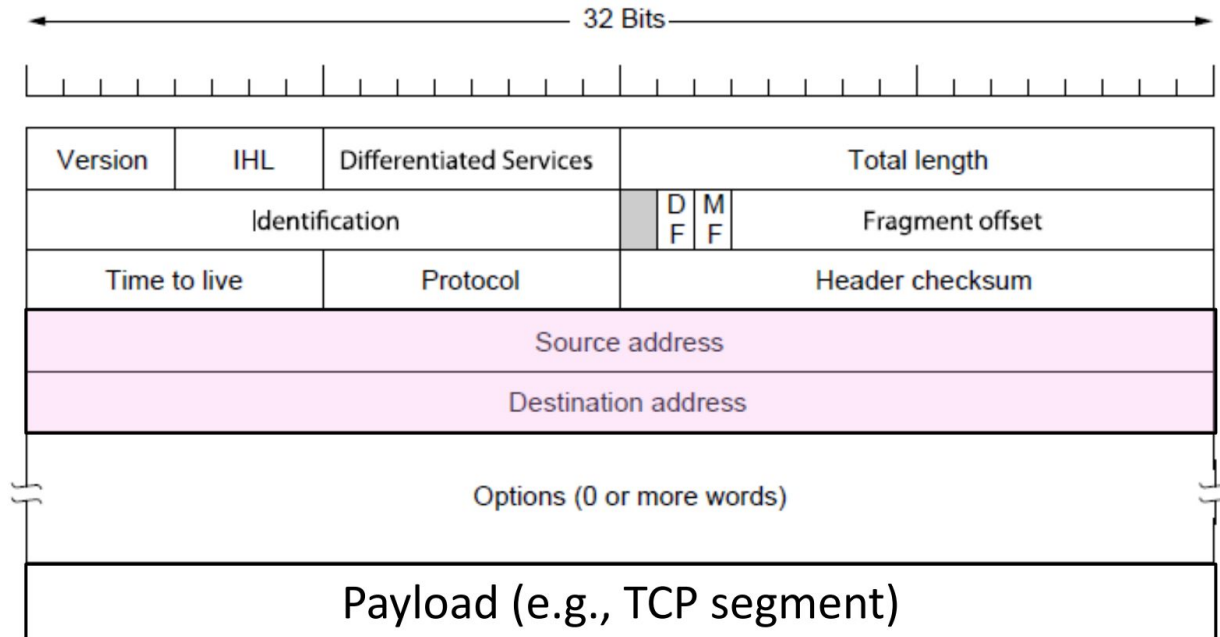 32 Bits
Version IHL Differentiated Services Total length
Identification D F M F Fragment offset
Time to live Protocol Header checksum
Source address
Destination address
Options (0 or more words)
Payload (e.g., TCP segment)